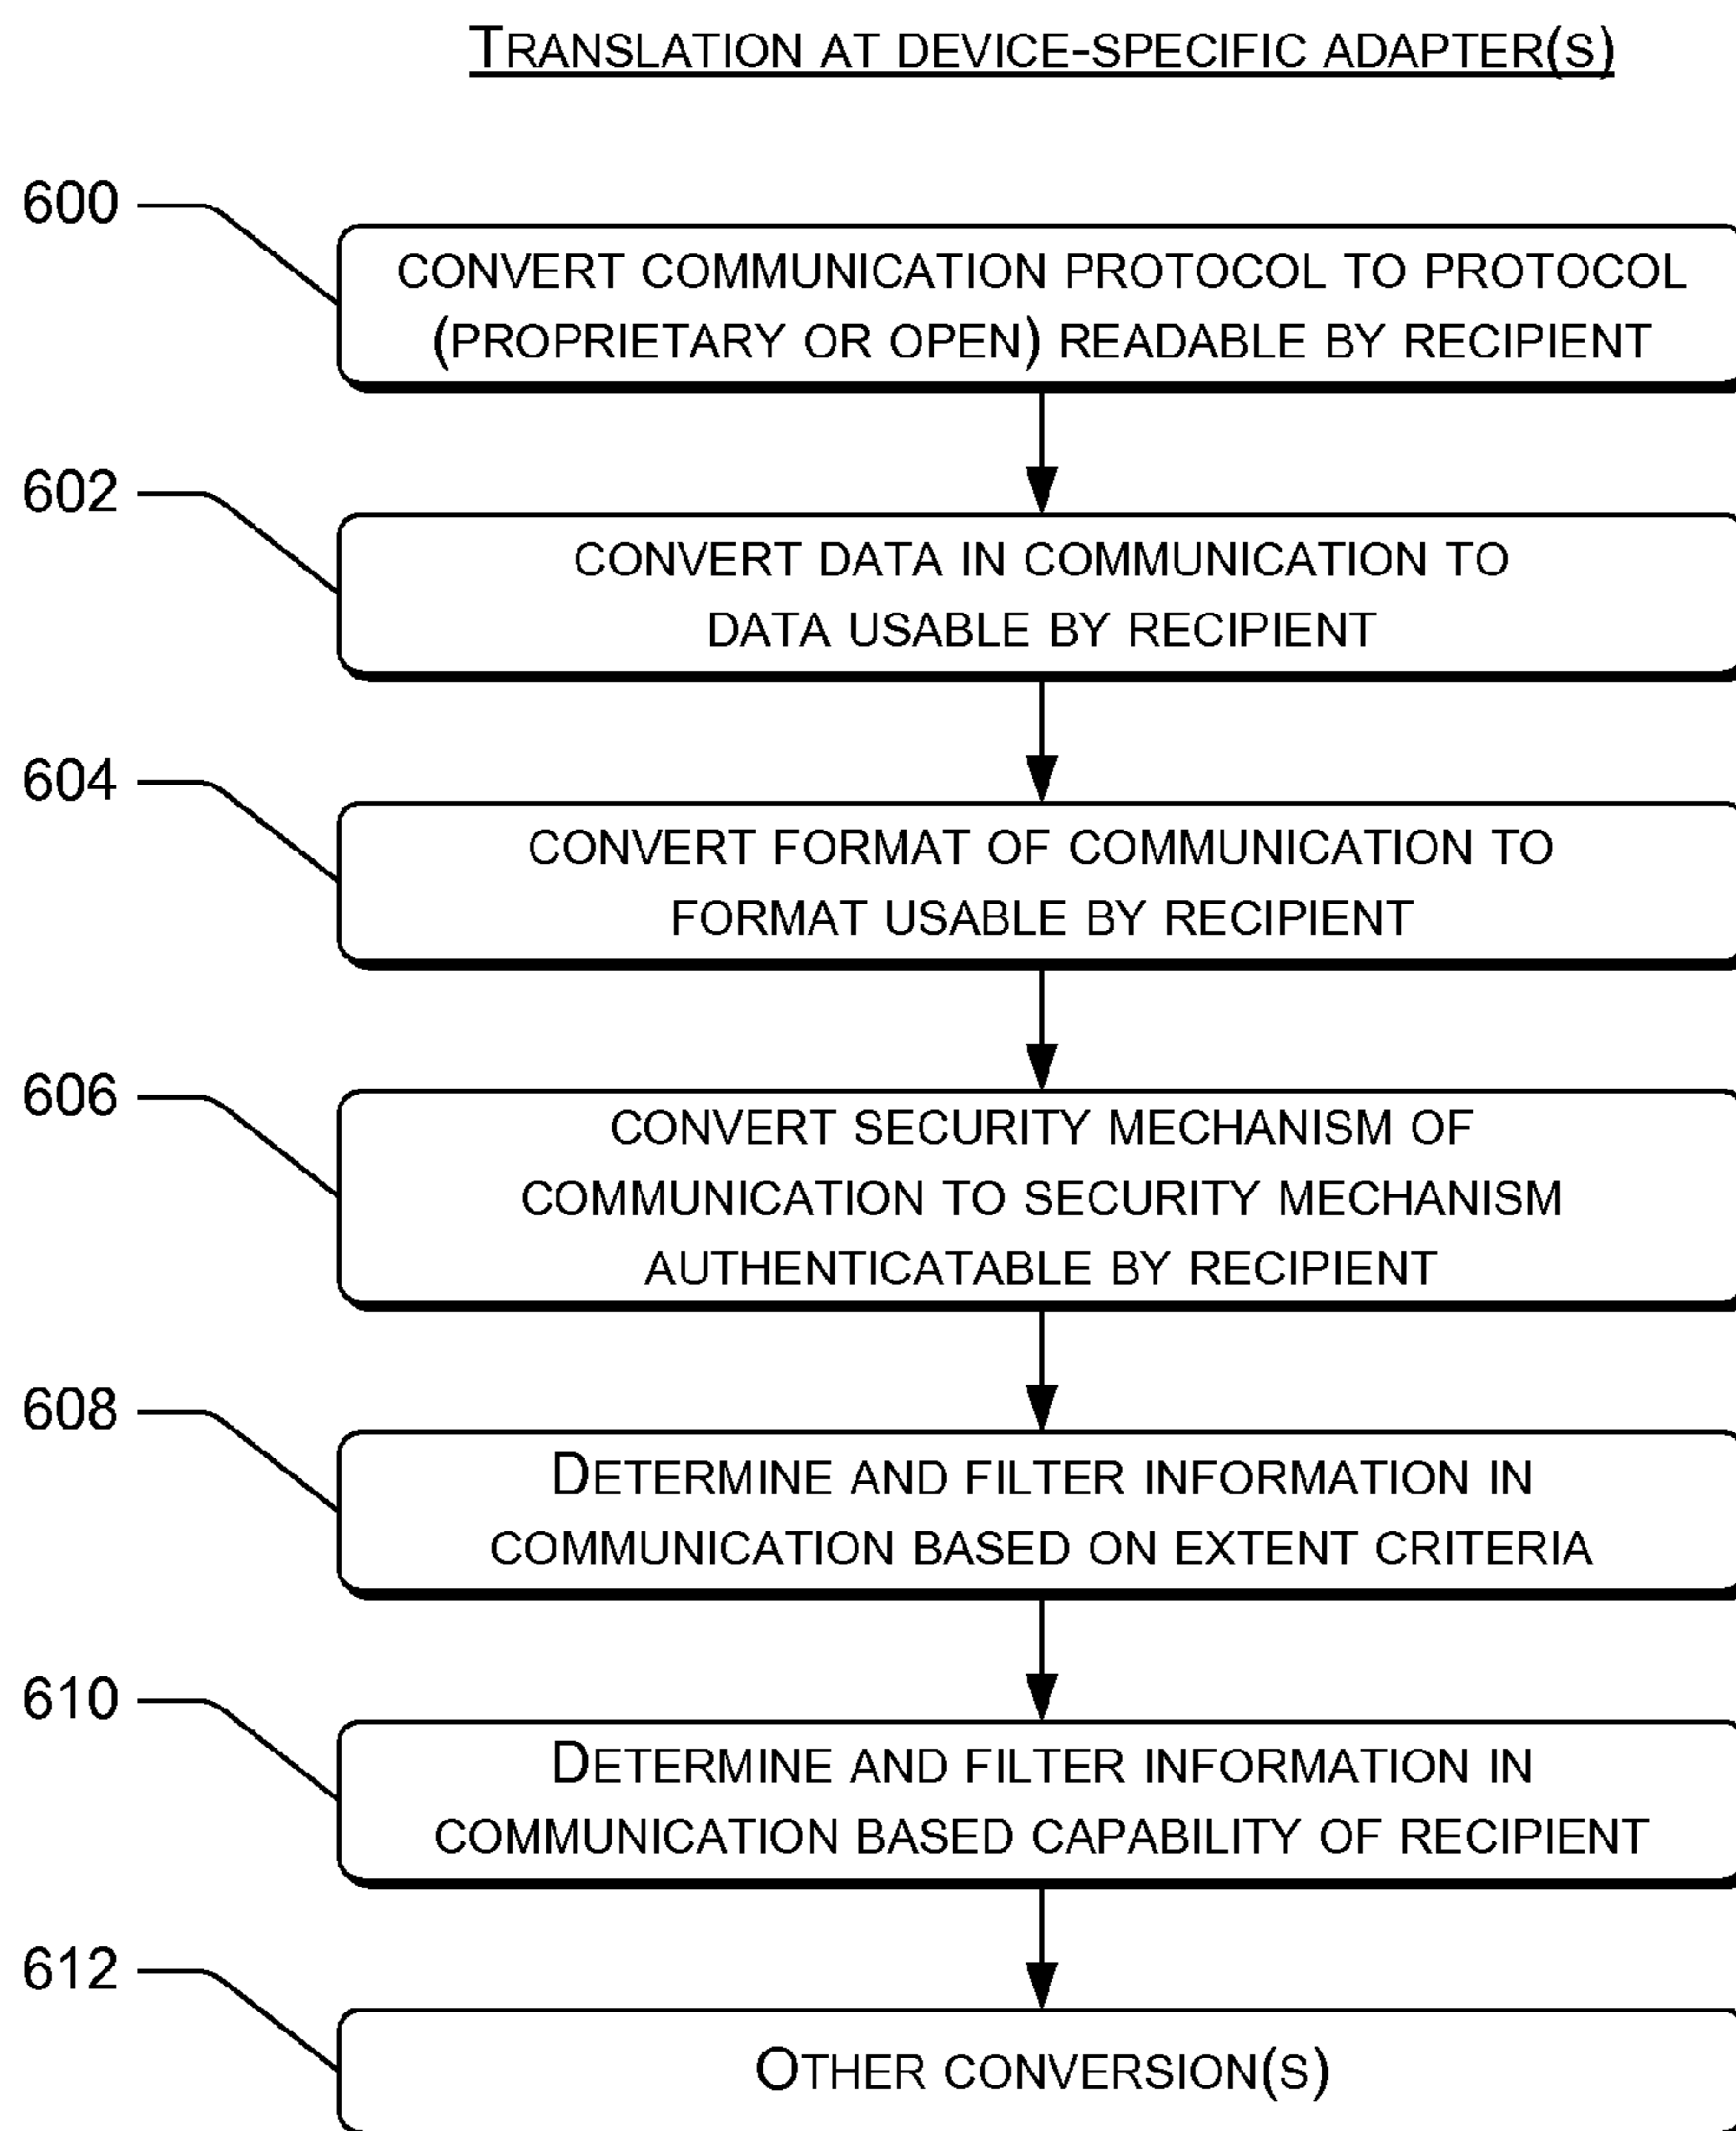 TRANSLATION AT DEVICE-SPECIFIC ADAPTER(S)
600
CONVERT COMMUNICATION PROTOCOL TO PROTOCOL
(PROPRIETARY OR OPEN) READABLE BY RECIPIENT
602
CONVERT DATA IN COMMUNICATION TO
DATA USABLE BY RECIPIENT
604
CONVERT FORMAT OF COMMUNICATION TO
FORMAT USABLE BY RECIPIENT
606
CONVERT SECURITY MECHANISM OF
COMMUNICATION TO SECURITY MECHANISM
AUTHENTICATABLE BY RECIPIENT
608
DETERMINE AND FILTER INFORMATION IN
COMMUNICATION BASED ON EXTENT CRITERIA
610
DETERMINE AND FILTER INFORMATION IN
COMMUNICATION BASED CAPABILITY OF RECIPIENT
612
OTHER CONVERSION(S)